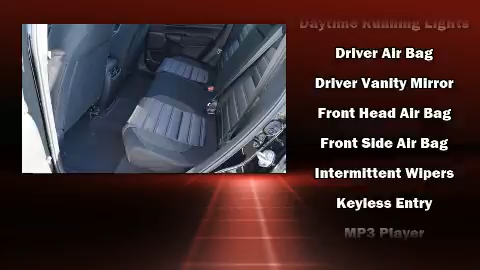 Daytime Running Lights
Driver Air Bag
Driver Vanity Mirror
Front Head Air Bag
Front Side Air Bag
Intermittent Wipers
Keyless Entry
MP3 Player